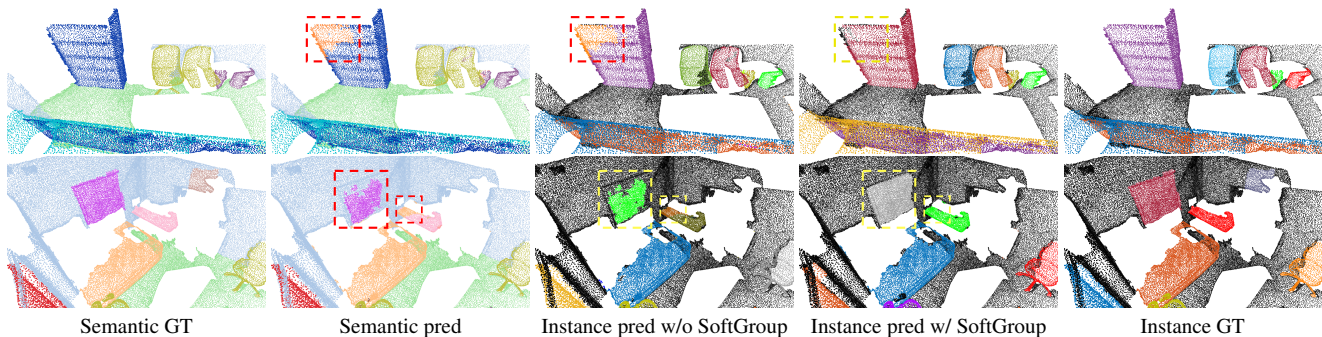 Semantic GT
Semantic pred
Instance pred w/o SoftGroup
Instance pred w/ SoftGroup
Instance GT